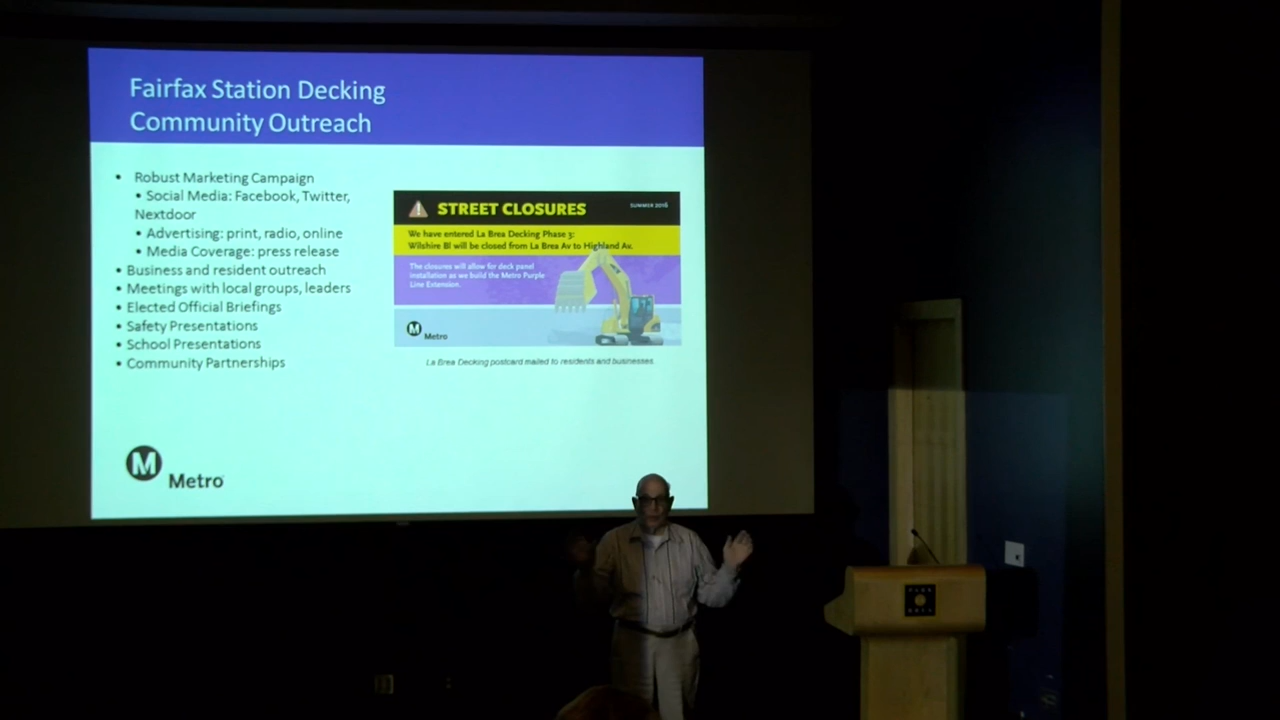 Fairfax Station Decking
Community Outreach
• Robust Marketing Campaign
• Social Media: Facebook, Twitter,
Nextdoor
• Advertising: print, radio, online
• Media Coverage: press release
• Business and resident outreach
• Meetings with local groups, leaders
• Elected Official Briefings
• Safety Presentations
• School Presentations
• Community Partnerships
STREET CLOSURES
SUMMER 2016
We have entered La Brea Decking Phase 3:
Wilshire Bl will be closed from La Brea Av to Highland Av.
The closures will allow for deck panel
installation as we build the Metro Purple
Line Extension.
M Metro
La Brea Decking postcard mailed to residents and businesses.
M Metro